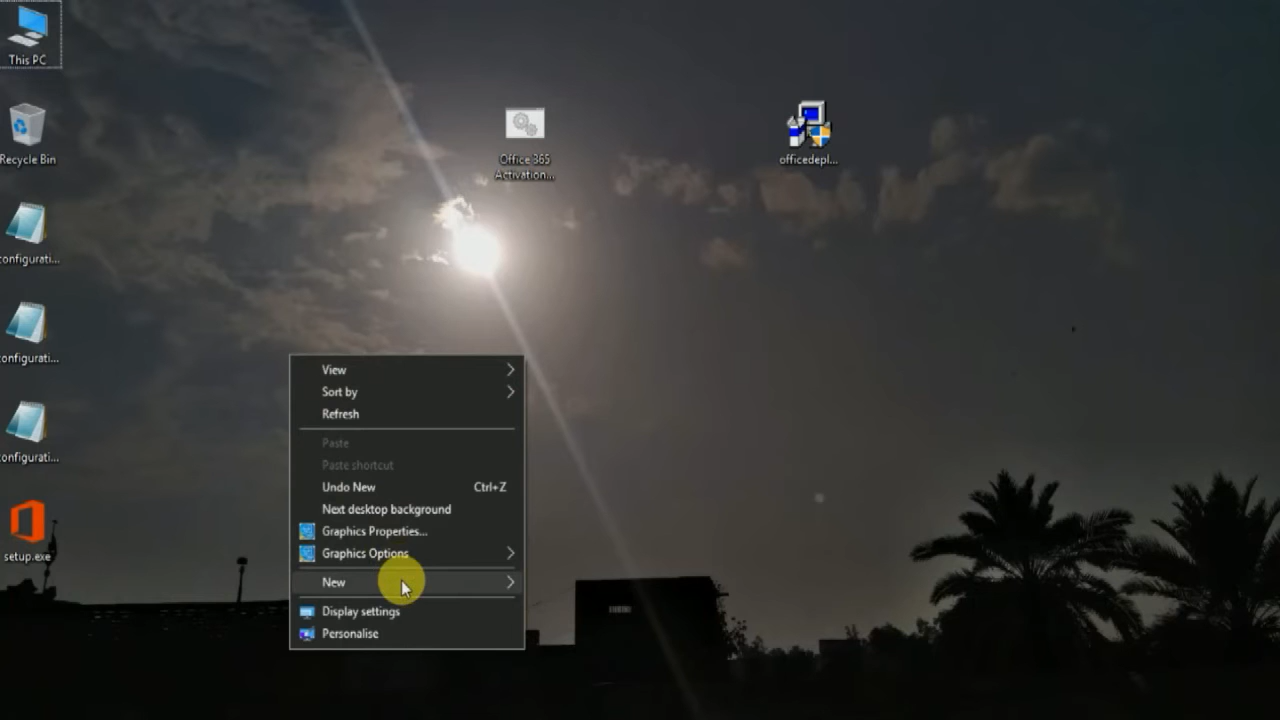 This PC
Recycle Bin
onfigurati...
onfigurati...
onfigurati...
setup.exe
Office 365
Activation...
officedepl...
View
Sort by
Refresh
Paste
Paste shortcut
Undo New Ctrl+Z
Next desktop background
Graphics Properties...
Graphics Options
New
Display settings
Personalise